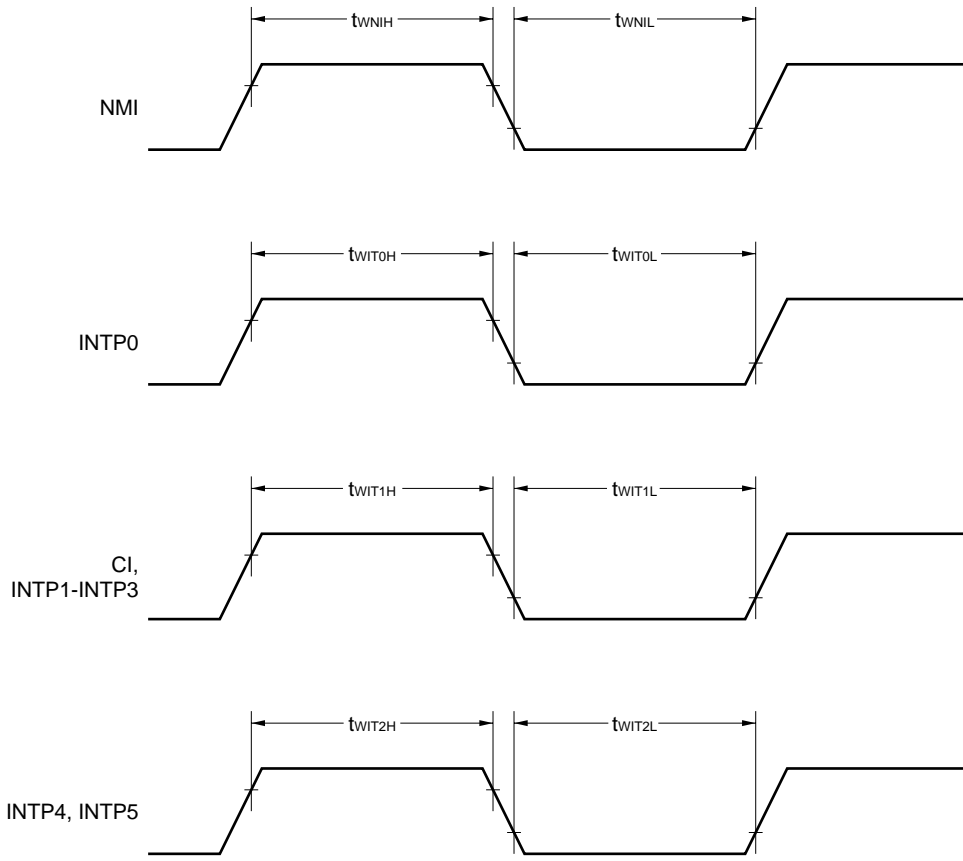 tWNIH tWNIL
NMI
tWIT0H tWIT0L
INTP0
tWIT1H tWIT1L
CI,
INTP1-INTP3
tWIT2H tWIT2L
INTP4, INTP5